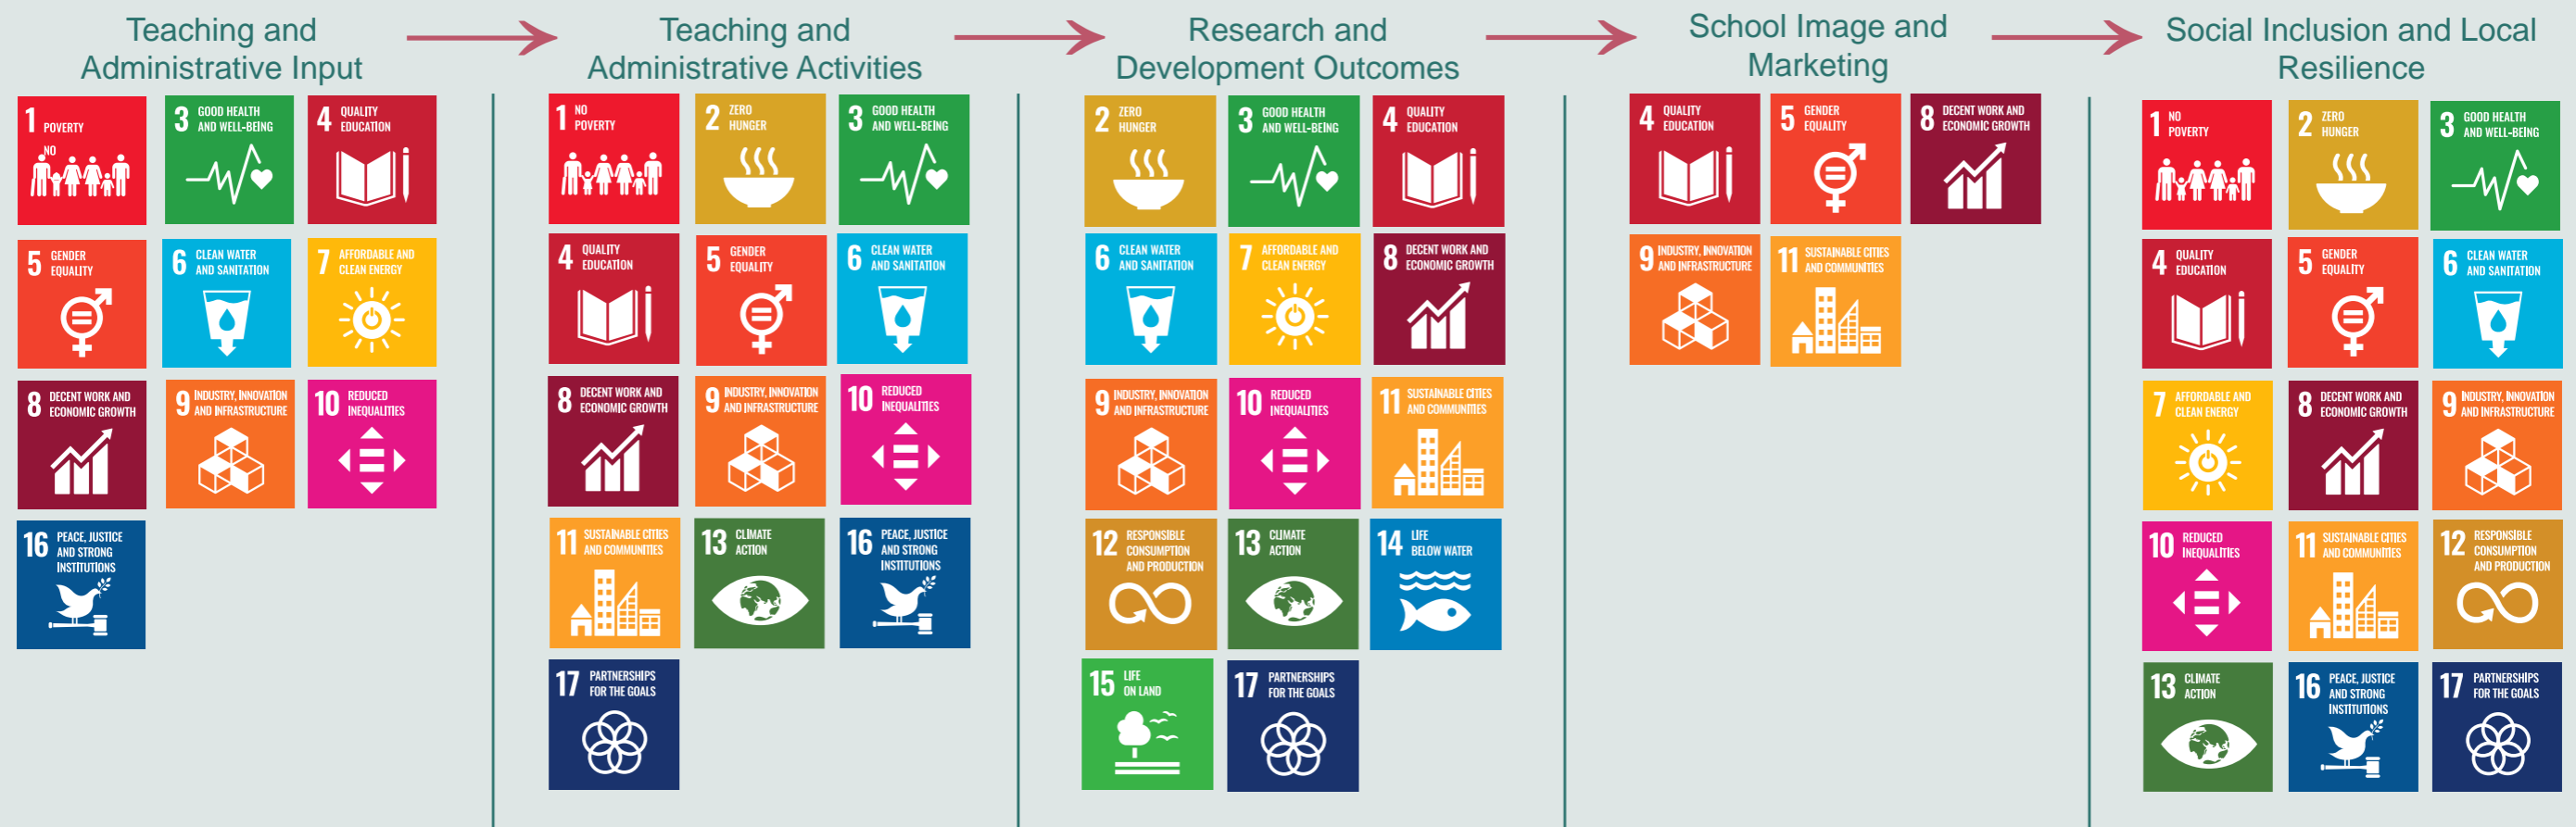 Teaching and
Administrative Input
1 POVERTY
NO
3 GOOD HEALTH
AND WELL-BEING
4 QUALITY
EDUCATION
5 GENDER
EQUALITY
6 CLEAN WATER
AND SANITATION
7 AFFORDABLE AND
CLEAN ENERGY
8 DECENT WORK AND
ECONOMIC GROWTH
9 INDUSTRY, INNOVATION
AND INFRASTRUCTURE
10 REDUCED
INEQUALITIES
16 PEACE, JUSTICE
AND STRONG
INSTITUTIONS
Teaching and
Administrative Activities
1 NO
POVERTY
2 ZERO
HUNGER
3 GOOD HEALTH
AND WELL-BEING
4 QUALITY
EDUCATION
5 GENDER
EQUALITY
6 CLEAN WATER
AND SANITATION
8 DECENT WORK AND
ECONOMIC GROWTH
9 INDUSTRY, INNOVATION
AND INFRASTRUCTURE
10 REDUCED
INEQUALITIES
11 SUSTAINABLE CITIES
AND COMMUNITIES
13 CLIMATE
ACTION
16 PEACE, JUSTICE
AND STRONG
INSTITUTIONS
17 PARTNERSHIPS
FOR THE GOALS
Research and
Development Outcomes
2 ZERO
HUNGER
3 GOOD HEALTH
AND WELL-BEING
4 QUALITY
EDUCATION
6 CLEAN WATER
AND SANITATION
7 AFFORDABLE AND
CLEAN ENERGY
8 DECENT WORK AND
ECONOMIC GROWTH
9 INDUSTRY, INNOVATION
AND INFRASTRUCTURE
10 REDUCED
INEQUALITIES
11 SUSTAINABLE CITIES
AND COMMUNITIES
12 RESPONSIBLE
CONSUMPTION
AND PRODUCTION
13 CLIMATE
ACTION
14 LIFE
BELOW WATER
15 LIFE
ON LAND
17 PARTNERSHIPS
FOR THE GOALS
School Image and
Marketing
4 QUALITY
EDUCATION
5 GENDER
EQUALITY
8 DECENT WORK AND
ECONOMIC GROWTH
9 INDUSTRY, INNOVATION
AND INFRASTRUCTURE
11 SUSTAINABLE CITIES
AND COMMUNITIES
Social Inclusion and Local
Resilience
1 NO
POVERTY
2 ZERO
HUNGER
3 GOOD HEALTH
AND WELL-BEING
4 QUALITY
EDUCATION
5 GENDER
EQUALITY
6 CLEAN WATER
AND SANITATION
7 AFFORDABLE AND
CLEAN ENERGY
8 DECENT WORK AND
ECONOMIC GROWTH
9 INDUSTRY, INNOVATION
AND INFRASTRUCTURE
10 REDUCED
INEQUALITIES
11 SUSTAINABLE CITIES
AND COMMUNITIES
12 RESPONSIBLE
CONSUMPTION
AND PRODUCTION
13 CLIMATE
ACTION
16 PEACE, JUSTICE
AND STRONG
INSTITUTIONS
17 PARTNERSHIPS
FOR THE GOALS